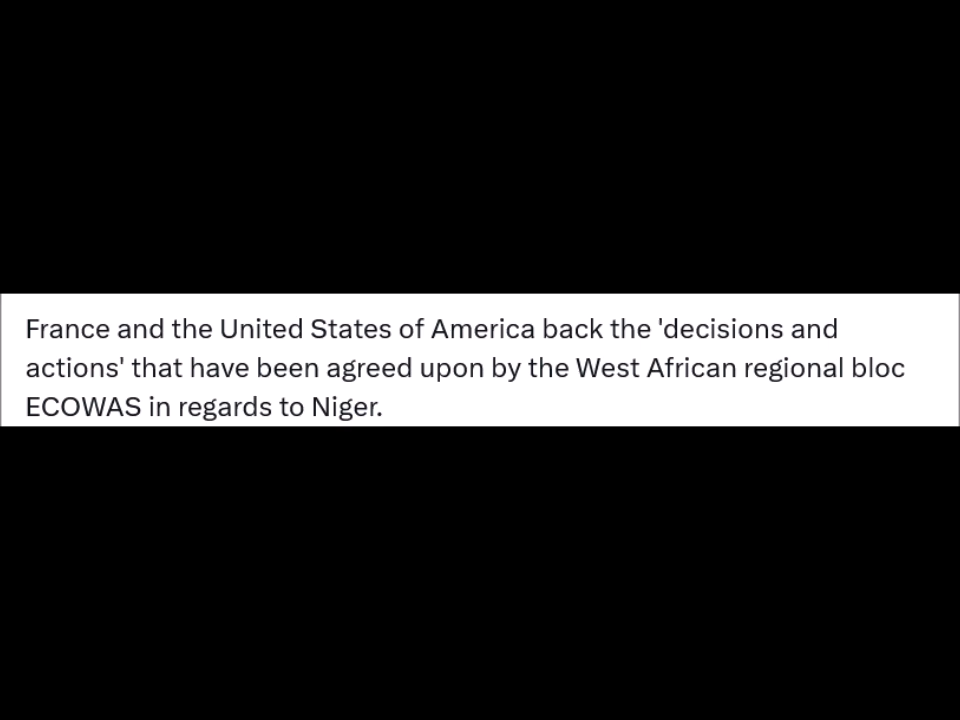 France and the United States of America back the 'decisions and
actions' that have been agreed upon by the West African regional bloc
ECOWAS in regards to Niger.